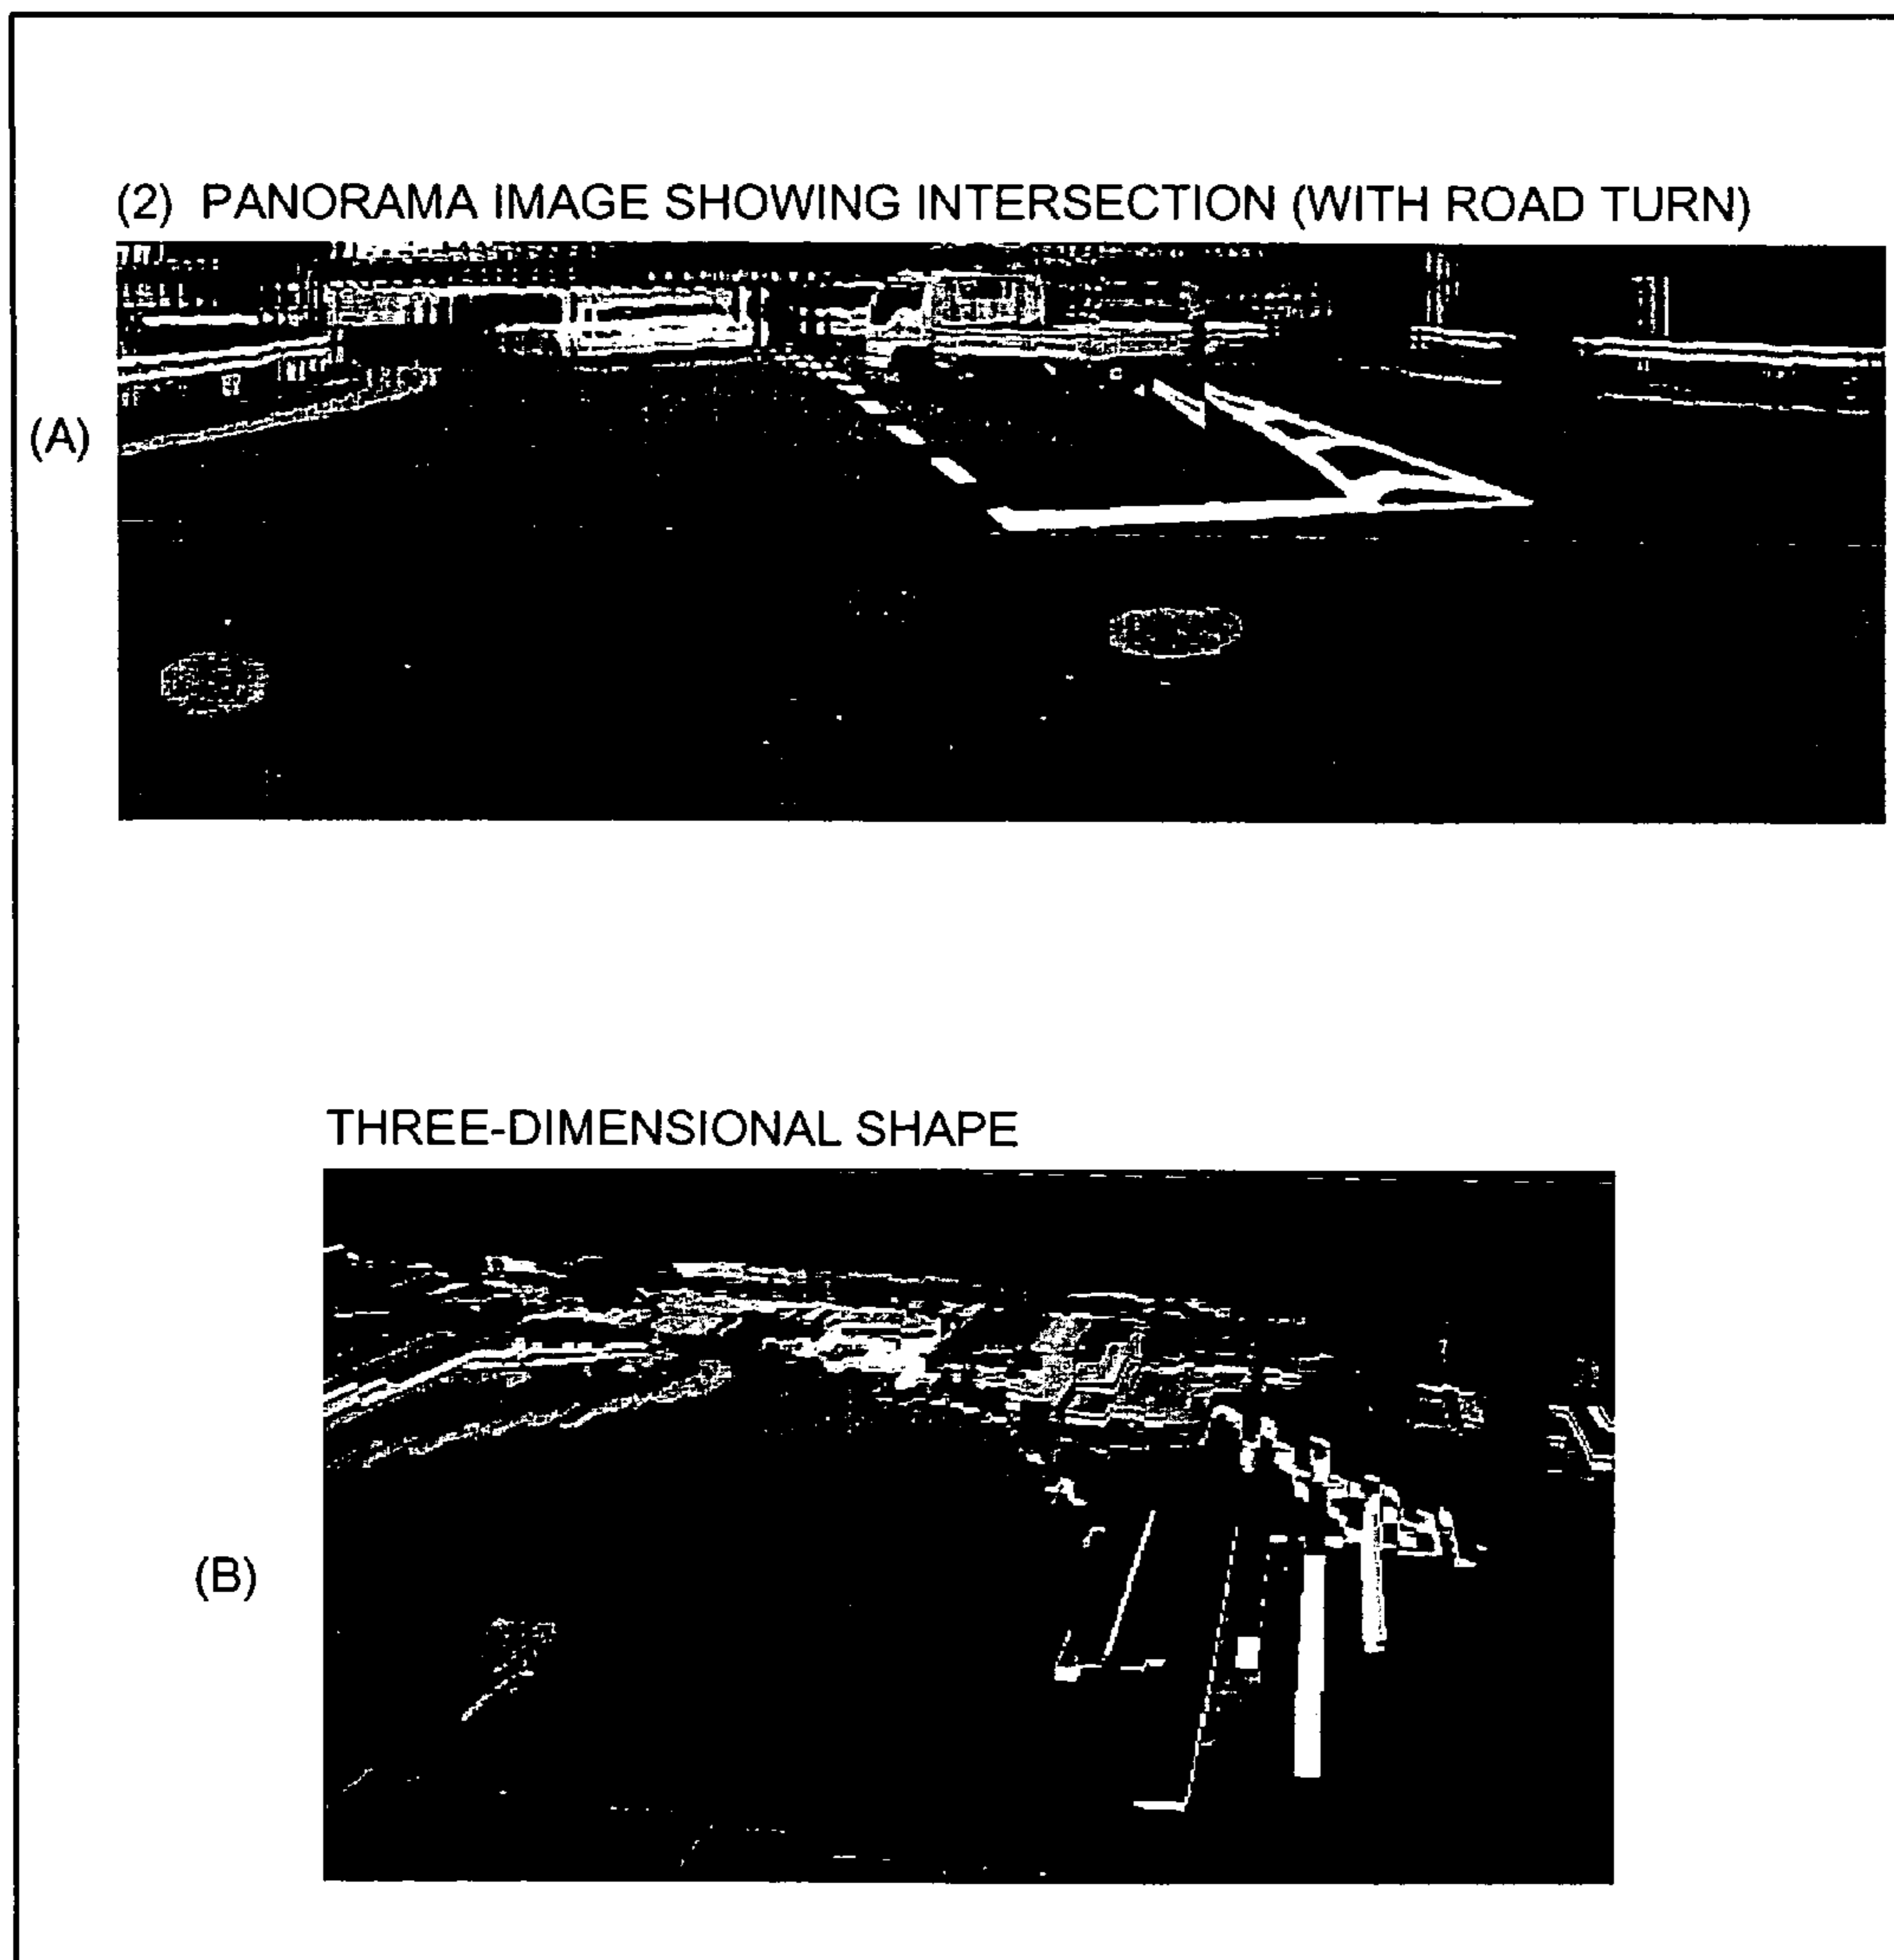 (2) PANORAMA IMAGE SHOWING INTERSECTION (WITH ROAD TURN)
(A)
THREE-DIMENSIONAL SHAPE
(B)